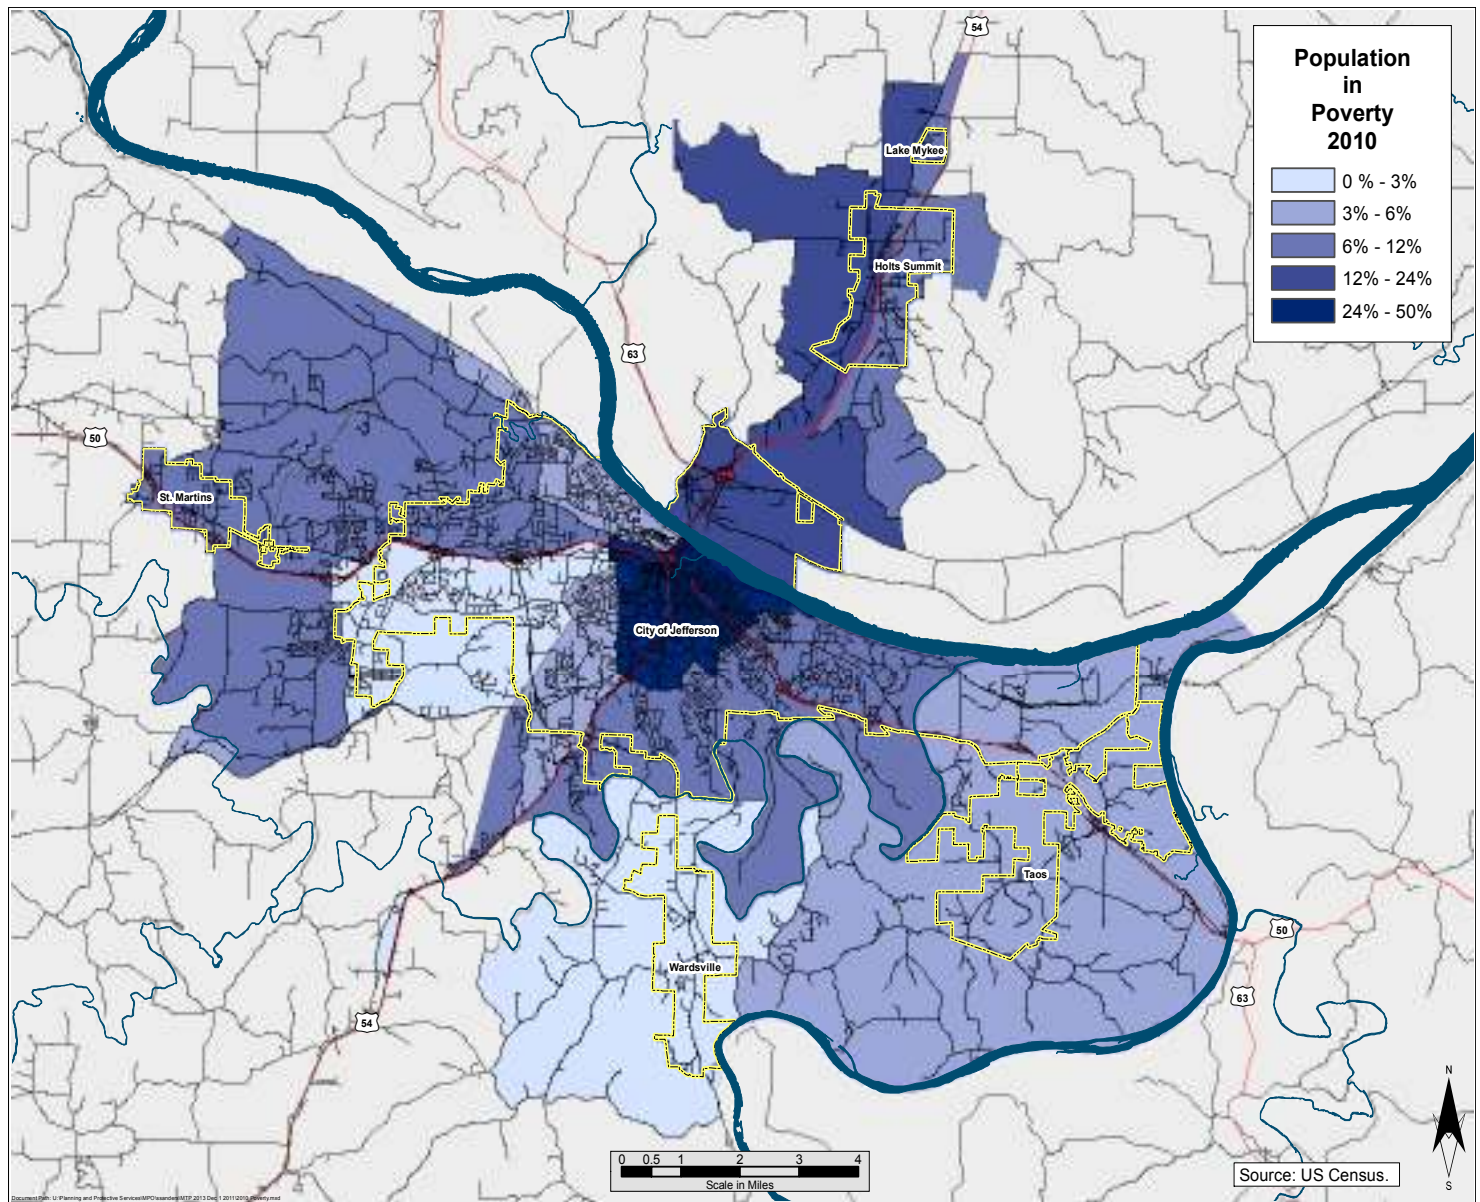 54
Population
in
Poverty
2010
0 % - 3%
3% - 6%
6% - 12%
12% - 24%
24% - 50%
Lake Mykee
Holts Summit
63
50
St. Martins
City of Jefferson
Taos
50
Wardsville
63
54
N
S
0 0.5 1 2 3 4
Scale in Miles
Source: US Census.